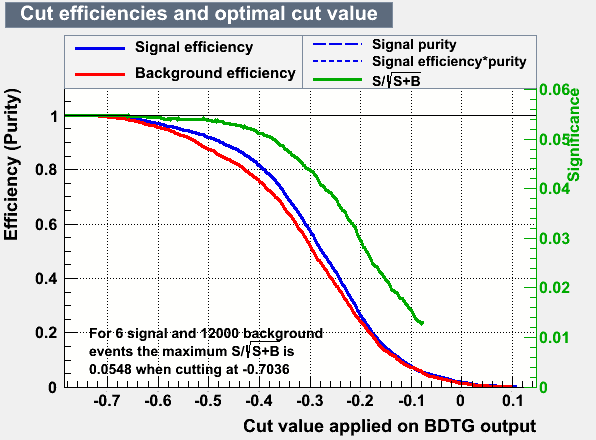 Cut efficiencies and optimal cut value
Signal efficiency
Background efficiency
Signal purity
Signal efficiency*purity
S/√S+B
Efficiency (Purity)
1
0.8
0.6
0.4
0.2
0
0.06
0.05
0.04
0.03
0.02
0.01
0
Significance
For 6 signal and 12000 background
events the maximum S/√S+B is
0.0548 when cutting at -0.7036
-0.7 -0.6 -0.5 -0.4 -0.3 -0.2 -0.1 0 0.1
Cut value applied on BDTG output